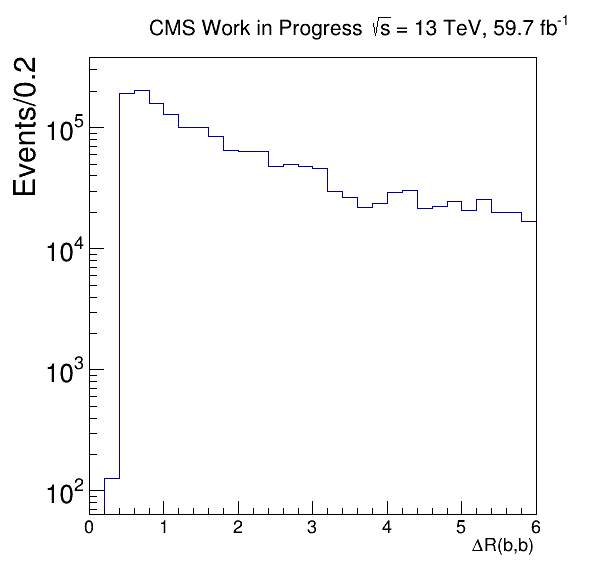 CMS Work in Progress √s = 13 TeV, 59.7 fb⁻¹
Events/0.2
10⁵
10⁴
10³
10²
0 1 2 3 4 5 6
ΔR(b,b)